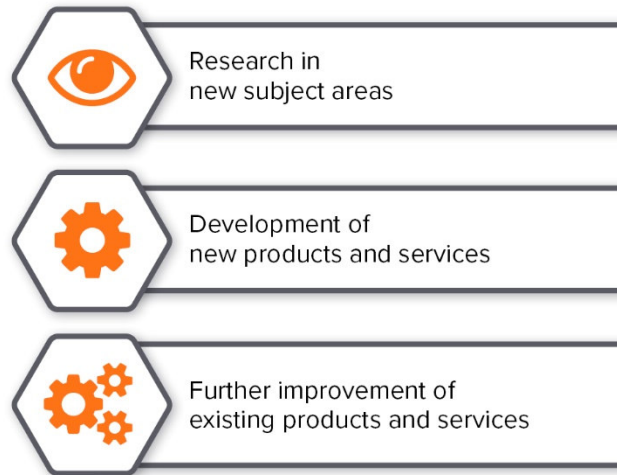 Research in
new subject areas
Development of
new products and services
Further improvement of
existing products and services